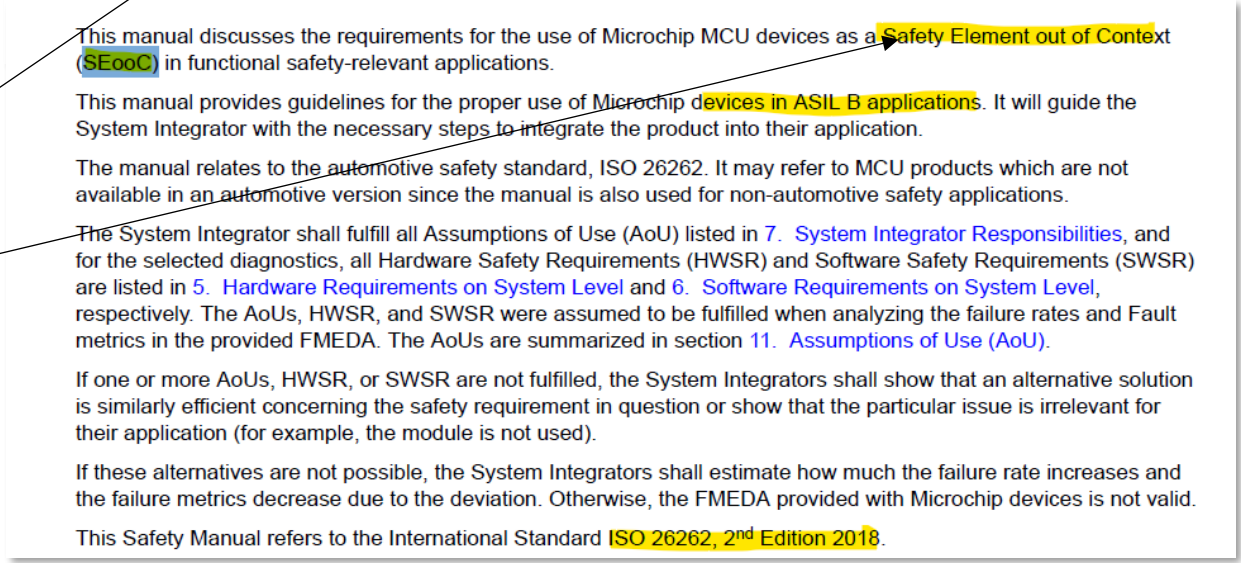 This manual discusses the requirements for the use of Microchip MCU devices as a Safety Element out of Context
(SEooC) in functional safety-relevant applications.
This manual provides guidelines for the proper use of Microchip devices in ASIL B applications. It will guide the
System Integrator with the necessary steps to integrate the product into their application.
The manual relates to the automotive safety standard, ISO 26262. It may refer to MCU products which are not
available in an automotive version since the manual is also used for non-automotive safety applications.
The System Integrator shall fulfill all Assumptions of Use (AoU) listed in 7. System Integrator Responsibilities, and
for the selected diagnostics, all Hardware Safety Requirements (HWSR) and Software Safety Requirements (SWSR)
are listed in 5. Hardware Requirements on System Level and 6. Software Requirements on System Level,
respectively. The AoUs, HWSR, and SWSR were assumed to be fulfilled when analyzing the failure rates and Fault
metrics in the provided FMEDA. The AoUs are summarized in section 11. Assumptions of Use (AoU).
If one or more AoUs, HWSR, or SWSR are not fulfilled, the System Integrators shall show that an alternative solution
is similarly efficient concerning the safety requirement in question or show that the particular issue is irrelevant for
their application (for example, the module is not used).
If these alternatives are not possible, the System Integrators shall estimate how much the failure rate increases and
the failure metrics decrease due to the deviation. Otherwise, the FMEDA provided with Microchip devices is not valid.
This Safety Manual refers to the International Standard ISO 26262, 2nd Edition 2018.